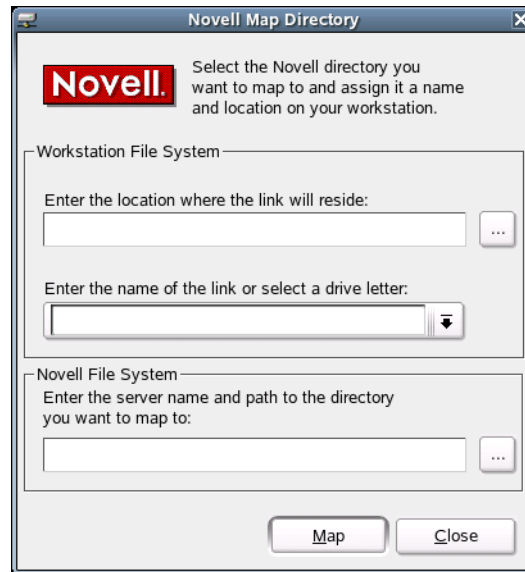 Novell Map Directory
Novell.
Select the Novell directory you
want to map to and assign it a name
and location on your workstation.
Workstation File System
Enter the location where the link will reside:
...
Enter the name of the link or select a drive letter:
Novell File System
Enter the server name and path to the directory
you want to map to:
...
Map
Close